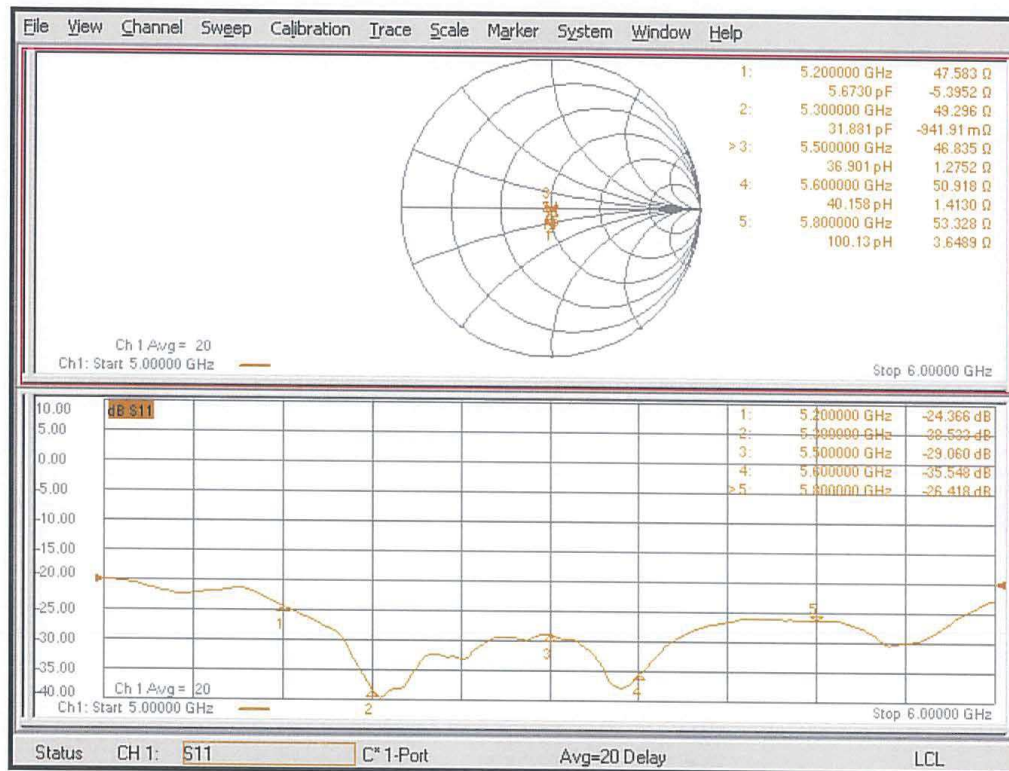 File View Channel Sweep Calibration Trace Scale Marker System Window Help
1: 5.200000 GHz 47.583 Ω
5.6730 pF -5.3952 Ω
2: 5.300000 GHz 49.296 Ω
31.881 pF -941.91 mΩ
>3: 5.500000 GHz 46.835 Ω
36.901 pH 1.2752 Ω
4: 5.600000 GHz 50.918 Ω
40.158 pH 1.4130 Ω
5: 5.800000 GHz 53.328 Ω
100.13 pH 3.6489 Ω
3
1
Ch 1 Avg = 20
Ch1: Start 5.00000 GHz
Stop 6.00000 GHz
dB S11
10.00
5.00
0.00
-5.00
-10.00
-15.00
-20.00
-25.00
-30.00
-35.00
-40.00
1: 5.200000 GHz -24.366 dB
2: 5.300000 GHz -38.533 dB
3: 5.500000 GHz -29.060 dB
4: 5.600000 GHz -35.548 dB
>5: 5.800000 GHz -26.418 dB
1
2
3
4
5
Ch 1 Avg = 20
Ch1: Start 5.00000 GHz
Stop 6.00000 GHz
Status CH 1: S11 C* 1-Port Avg=20 Delay LCL